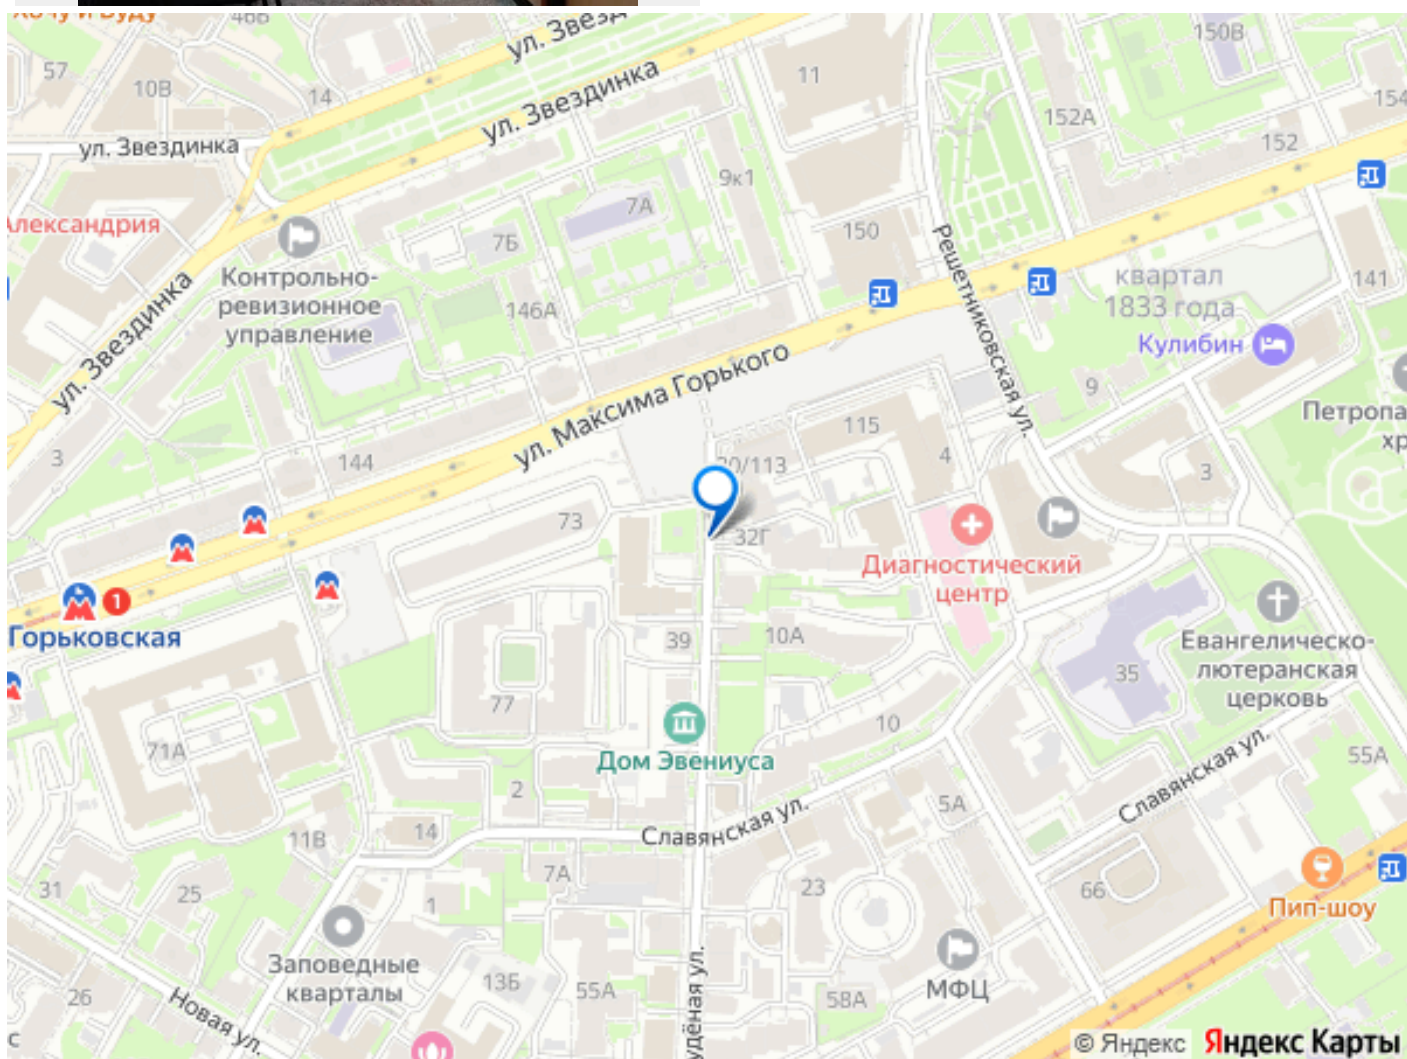 ул. Звезд
150В
57
10В
14
11
154
152А
ул. Звездинка
ул. Звездинка
152
9к1
7А
Александрия
7Б
150
Решетниковская ул.
Контрольно-
ревизионное
управление
146А
квартал
1833 года
141
Кулибин
ул. Звездинка
9
ул. Максима Горького
Петропа
хр
115
3
144
20/113
4
3
73
32Г
Диагностический
центр
1
Горьковская
39
10А
Евангелическо-
лютеранская
церковь
35
77
10
71А
Дом Эвениуса
55А
2
5А
Славянская ул.
Славянская ул.
11В
14
7А
23
66
31
25
1
Пип-шоу
Заповедные
кварталы
13Б
55А
58А
МФЦ
26
Новая ул.
удёная ул.
с
© Яндекс Яндекс Карты